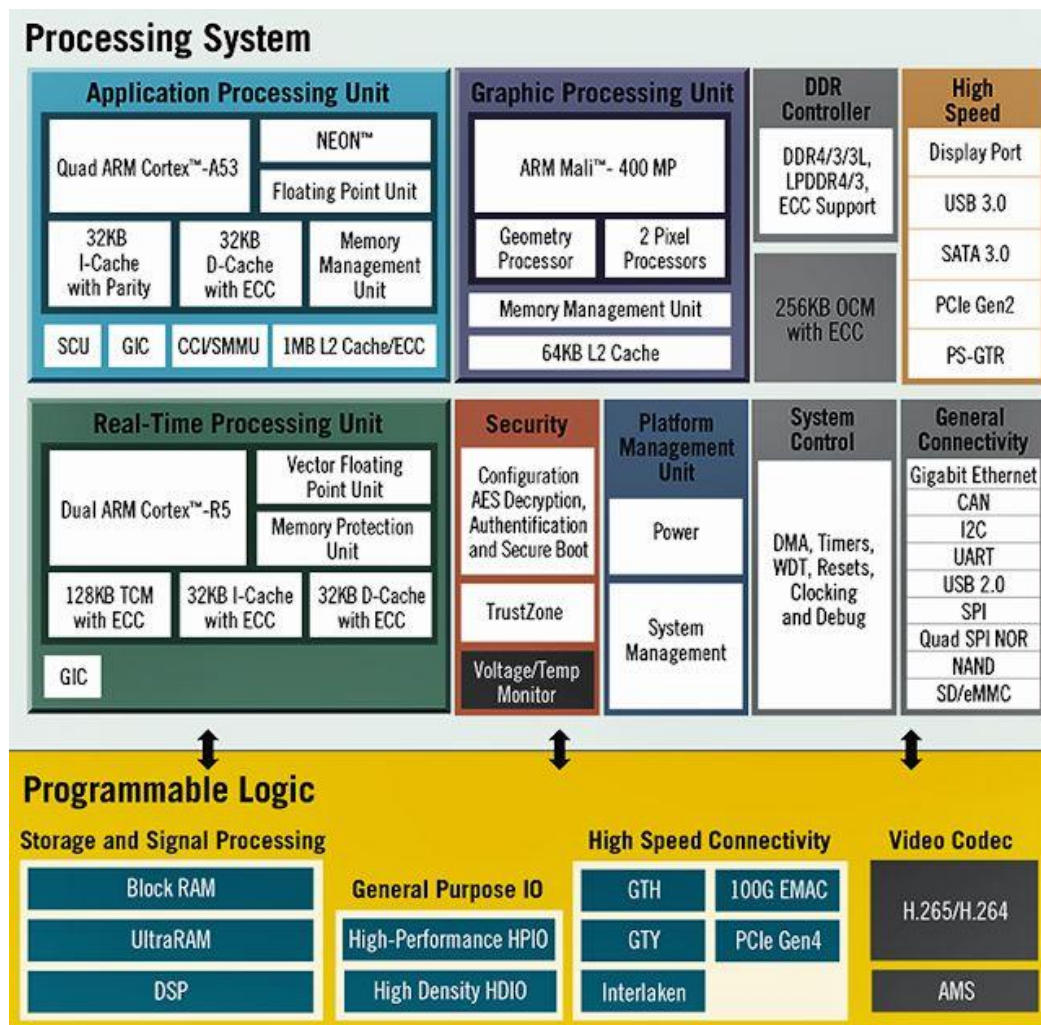 Processing System
Application Processing Unit
Quad ARM Cortex™-A53
NEON™
Floating Point Unit
32KB
I-Cache
with Parity
32KB
D-Cache
with ECC
Memory
Management
Unit
SCU
GIC
CCI/SMMU
1MB L2 Cache/ECC
Graphic Processing Unit
ARM Mali™- 400 MP
Geometry
Processor
2 Pixel
Processors
Memory Management Unit
64KB L2 Cache
DDR
Controller
DDR4/3/3L,
LPDDR4/3,
ECC Support
256KB OCM
with ECC
High
Speed
Display Port
USB 3.0
SATA 3.0
PCIe Gen2
PS-GTR
Real-Time Processing Unit
Dual ARM Cortex™-R5
Vector Floating
Point Unit
Memory Protection
Unit
128KB TCM
with ECC
32KB I-Cache
with ECC
32KB D-Cache
with ECC
GIC
Security
Configuration
AES Decryption,
Authentification
and Secure Boot
TrustZone
Voltage/Temp
Monitor
Platform
Management
Unit
Power
System
Management
System
Control
DMA, Timers,
WDT, Resets,
Clocking
and Debug
General
Connectivity
Gigabit Ethernet
CAN
I2C
UART
USB 2.0
SPI
Quad SPI NOR
NAND
SD/eMMC
Programmable Logic
Storage and Signal Processing
Block RAM
UltraRAM
DSP
General Purpose IO
High-Performance HPIO
High Density HDIO
High Speed Connectivity
GTH
100G EMAC
GTY
PCIe Gen4
Interlaken
Video Codec
H.265/H.264
AMS